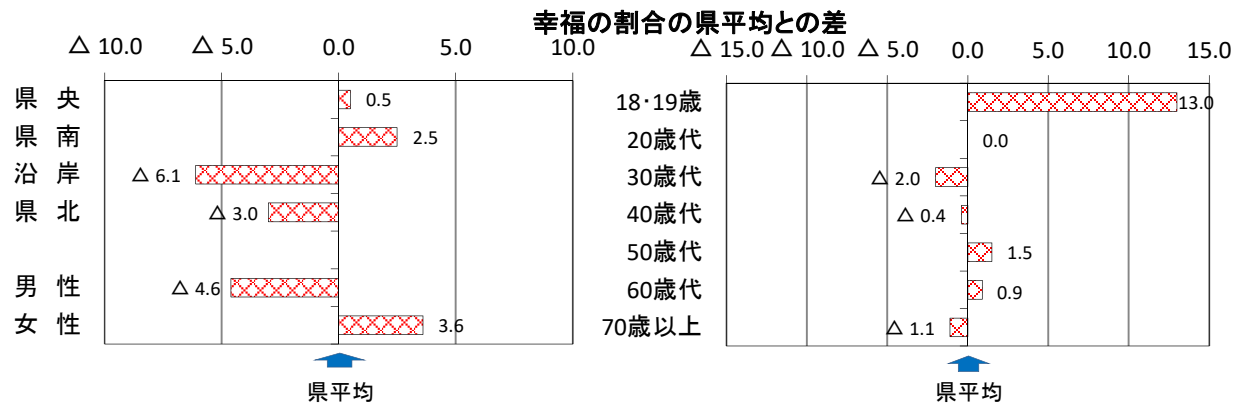 幸福の割合の県平均との差
△ 10.0 △ 5.0 0.0 5.0 10.0
県央 0.5
県南 2.5
沿岸 △ 6.1
県北 △ 3.0
男性 △ 4.6
女性 3.6
県平均
△ 15.0 △ 10.0 △ 5.0 0.0 5.0 10.0 15.0
18・19歳 13.0
20歳代 0.0
30歳代 △ 2.0
40歳代 △ 0.4
50歳代 1.5
60歳代 0.9
70歳以上 △ 1.1
県平均